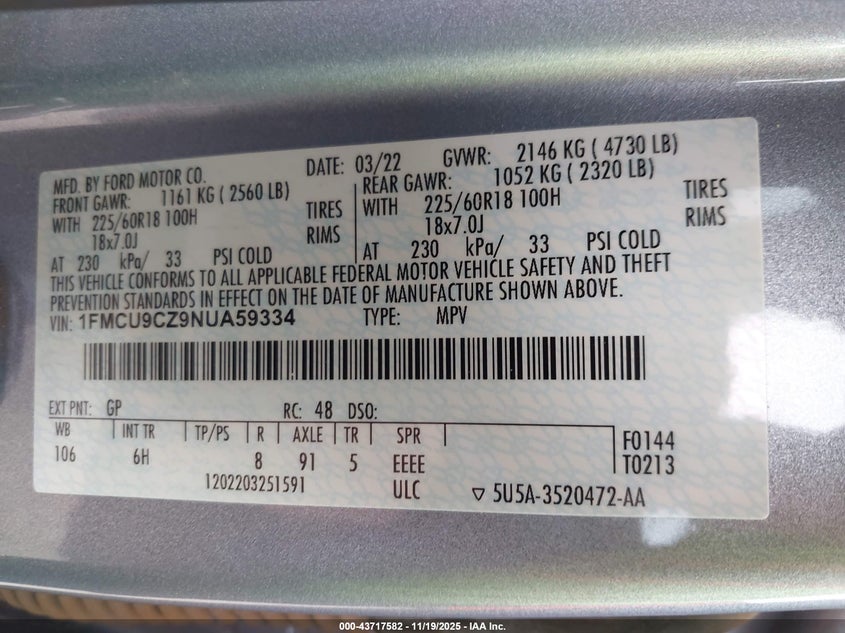 MFD. BY FORD MOTOR CO. DATE: 03/22 GVWR: 2146 KG ( 4730 LB)
FRONT GAWR: 1161 KG ( 2560 LB) REAR GAWR: 1052 KG ( 2320 LB)
WITH 225/60R18 100H TIRES WITH 225/60R18 100H TIRES
18x7.0J RIMS 18x7.0J RIMS
AT 230 kPa/ 33 PSI COLD AT 230 kPa/ 33 PSI COLD
THIS VEHICLE CONFORMS TO ALL APPLICABLE FEDERAL MOTOR VEHICLE SAFETY AND THEFT
PREVENTION STANDARDS IN EFFECT ON THE DATE OF MANUFACTURE SHOWN ABOVE.
VIN: 1FMCU9CZ9NUA59334 TYPE: MPV
EXT PNT: GP RC: 48 DSO:
WB INT TR TP/PS R AXLE TR SPR F0144
106 6H 8 91 5 EEEE T0213
1202203251591 ULC ▽ 5U5A-3520472-AA
000-43717582 - 11/19/2025 - IAA Inc.